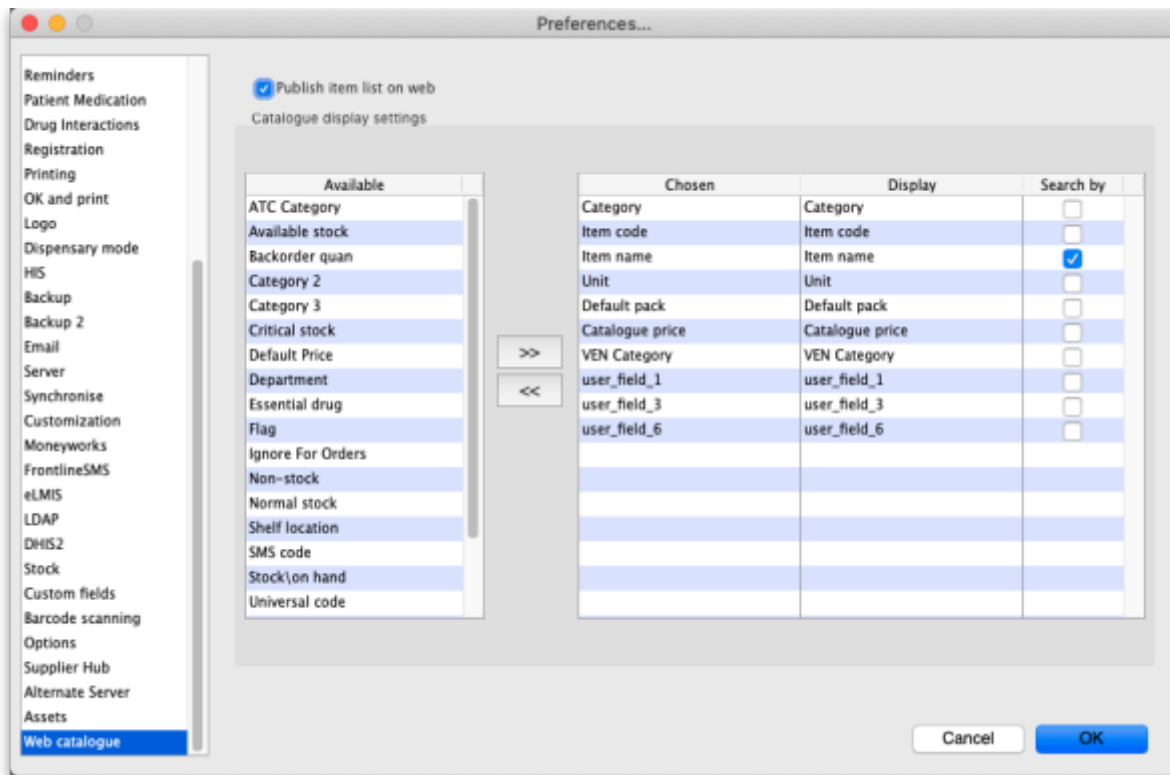 Preferences...
Reminders
Patient Medication
Drug Interactions
Registration
Printing
OK and print
Logo
Dispensary mode
HIS
Backup
Backup 2
Email
Server
Synchronise
Customization
Moneyworks
FrontlineSMS
eLMIS
LDAP
DHIS2
Stock
Custom fields
Barcode scanning
Options
Supplier Hub
Alternate Server
Assets
Web catalogue
Publish item list on web
Catalogue display settings
Available
ATC Category
Available stock
Backorder quan
Category 2
Category 3
Critical stock
Default Price
Department
Essential drug
Flag
Ignore For Orders
Non-stock
Normal stock
Shelf location
SMS code
Stock\on hand
Universal code
>>
<<
Chosen Display Search by
Category Category
Item code Item code
Item name Item name
Unit Unit
Default pack Default pack
Catalogue price Catalogue price
VEN Category VEN Category
user_field_1 user_field_1
user_field_3 user_field_3
user_field_6 user_field_6
Cancel OK